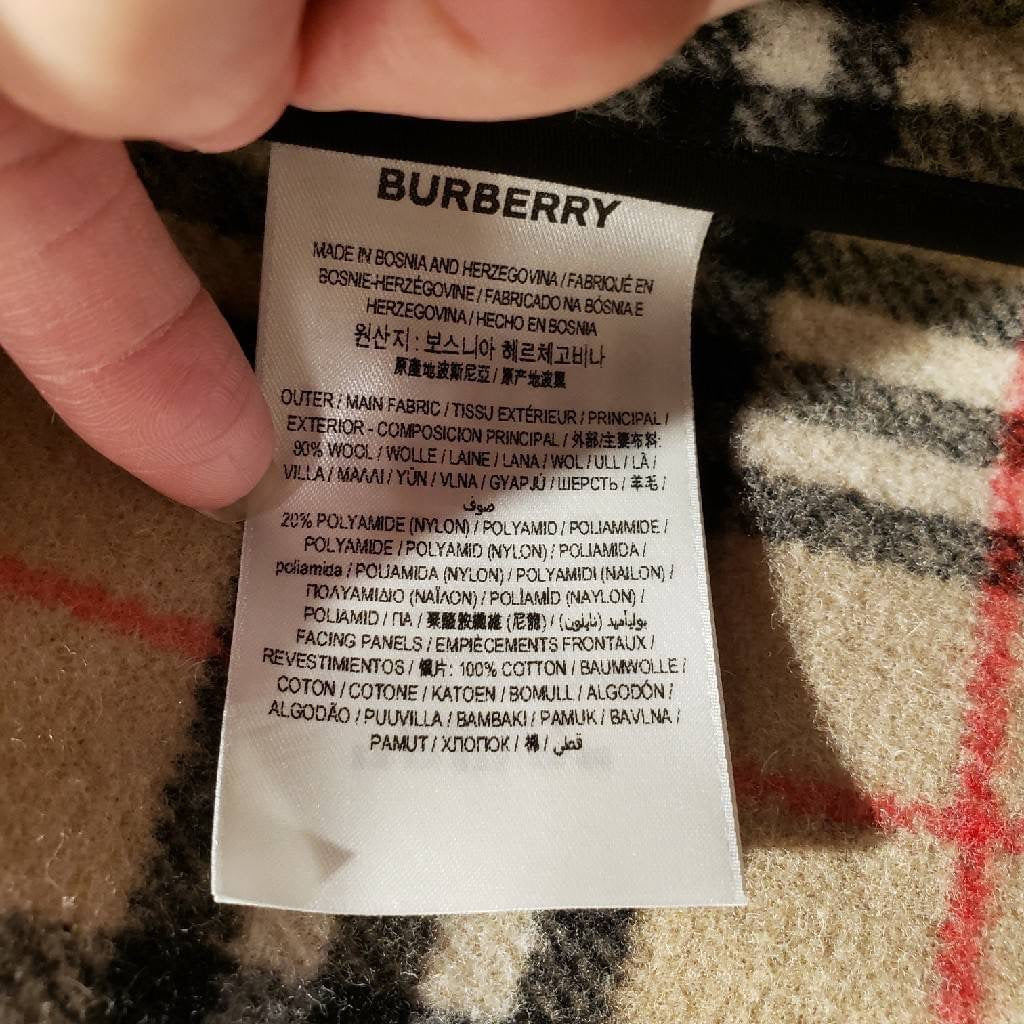 BURBERRY
MADE IN BOSNIA AND HERZEGOVINA / FABRIQUÉ EN
BOSNIE-HERZÉGOVINE / FABRICADO NA BÓSNIA E
HERZEGOVINA / HECHO EN BOSNIA
원산지 : 보스니아 헤르체고비나
原產地波斯尼亞 / 原产地波黑
OUTER / MAIN FABRIC / TISSU EXTÉRIEUR / PRINCIPAL /
EXTERIOR - COMPOSICION PRINCIPAL / 外部/主要布料:
90% WOOL / WOLLE / LAINE / LANA / WOL / ULL / LÃ /
VILLA / ΜΑΛΛΙ / YÜN / VLNA / GYAPJÚ / ШЕРСТЬ / 羊毛 /
صوف
20% POLYAMIDE (NYLON) / POLYAMID / POLIAMMIDE /
POLYAMIDE / POLYAMID (NYLON) / POLIAMIDA /
poliamida / POLIAMIDA (NYLON) / POLYAMIDI (NAILON) /
ΠΟΛΥΑΜΙΔΙΟ (ΝΑΪΛΟΝ) / POLİAMİD (NAYLON) /
POLIAMID / ПА / 聚醯胺纖維 (尼龍) / بولياميد (نايلون) /
FACING PANELS / EMPIÈCEMENTS FRONTAUX /
REVESTIMIENTOS / 襯片: 100% COTTON / BAUMWOLLE /
COTON / COTONE / KATOEN / BOMULL / ALGODÓN /
ALGODÃO / PUUVILLA / BAMBAKI / PAMUK / BAVLNA /
PAMUT / ХЛОПОК / 棉 / قطن